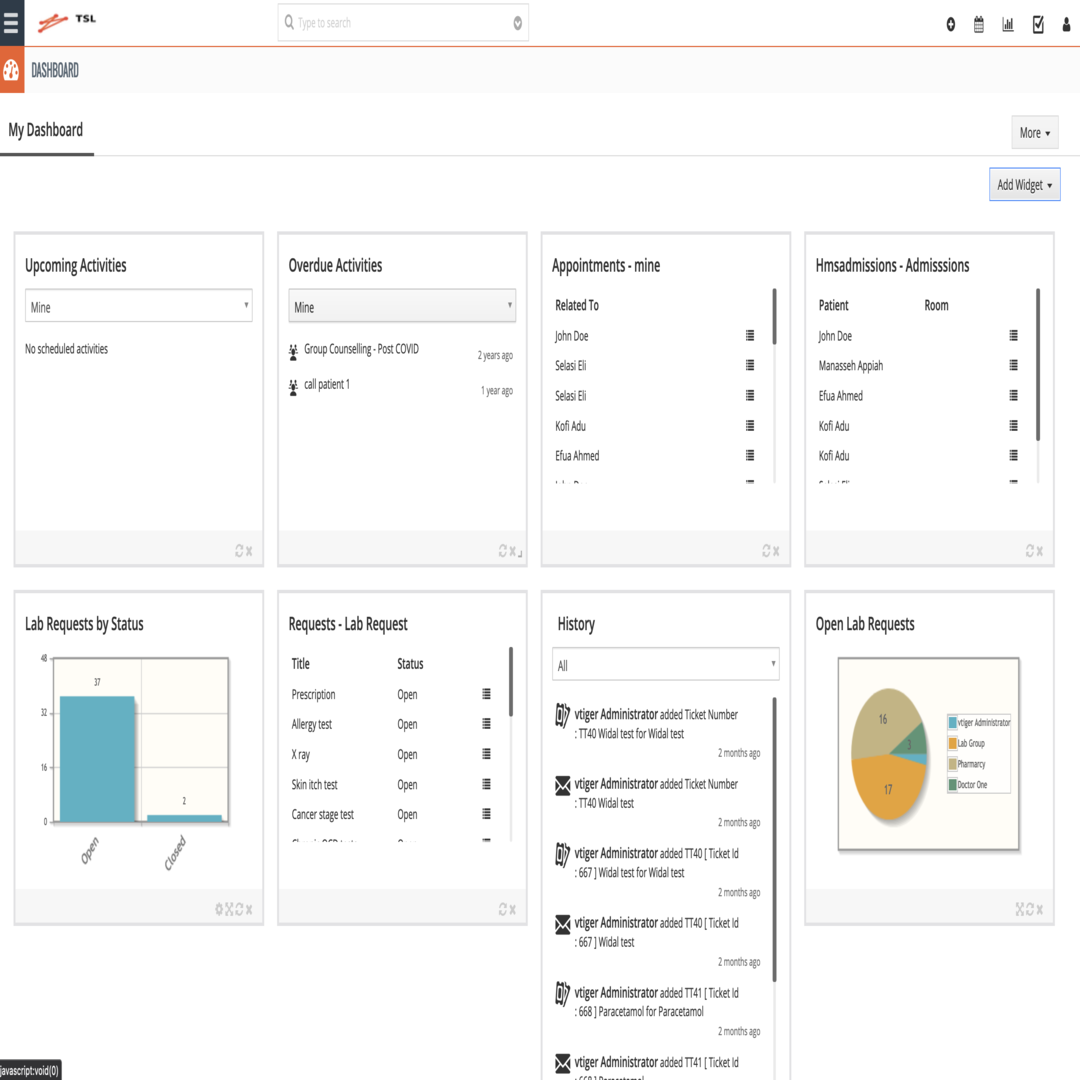 TSL
Type to search
DASHBOARD
My Dashboard
More
Add Widget
Upcoming Activities
Mine
No scheduled activities
Overdue Activities
Mine
Group Counselling - Post COVID
2 years ago
call patient 1
1 year ago
Appointments - mine
Related To
John Doe
Selasi Eli
Selasi Eli
Kofi Adu
Efua Ahmed
Hmsadmissions - Admisssions
Patient Room
John Doe
Manasseh Appiah
Efua Ahmed
Kofi Adu
Kofi Adu
Lab Requests by Status
48
37
32
16
2
0
Open
Closed
Requests - Lab Request
Title Status
Prescription Open
Allergy test Open
X ray Open
Skin itch test Open
Cancer stage test Open
History
All
vtiger Administrator added Ticket Number
: TT40 Widal test for Widal test
2 months ago
vtiger Administrator added Ticket Number
: TT40 Widal test
2 months ago
vtiger Administrator added TT40 [ Ticket Id
: 667 ] Widal test for Widal test
2 months ago
vtiger Administrator added TT40 [ Ticket Id
: 667 ] Widal test
2 months ago
vtiger Administrator added TT41 [ Ticket Id
: 668 ] Paracetamol for Paracetamol
2 months ago
vtiger Administrator added TT41 [ Ticket Id
Open Lab Requests
16
3
17
vtiger Administrator
Lab Group
Pharmarcy
Doctor One
javascript:void(0)